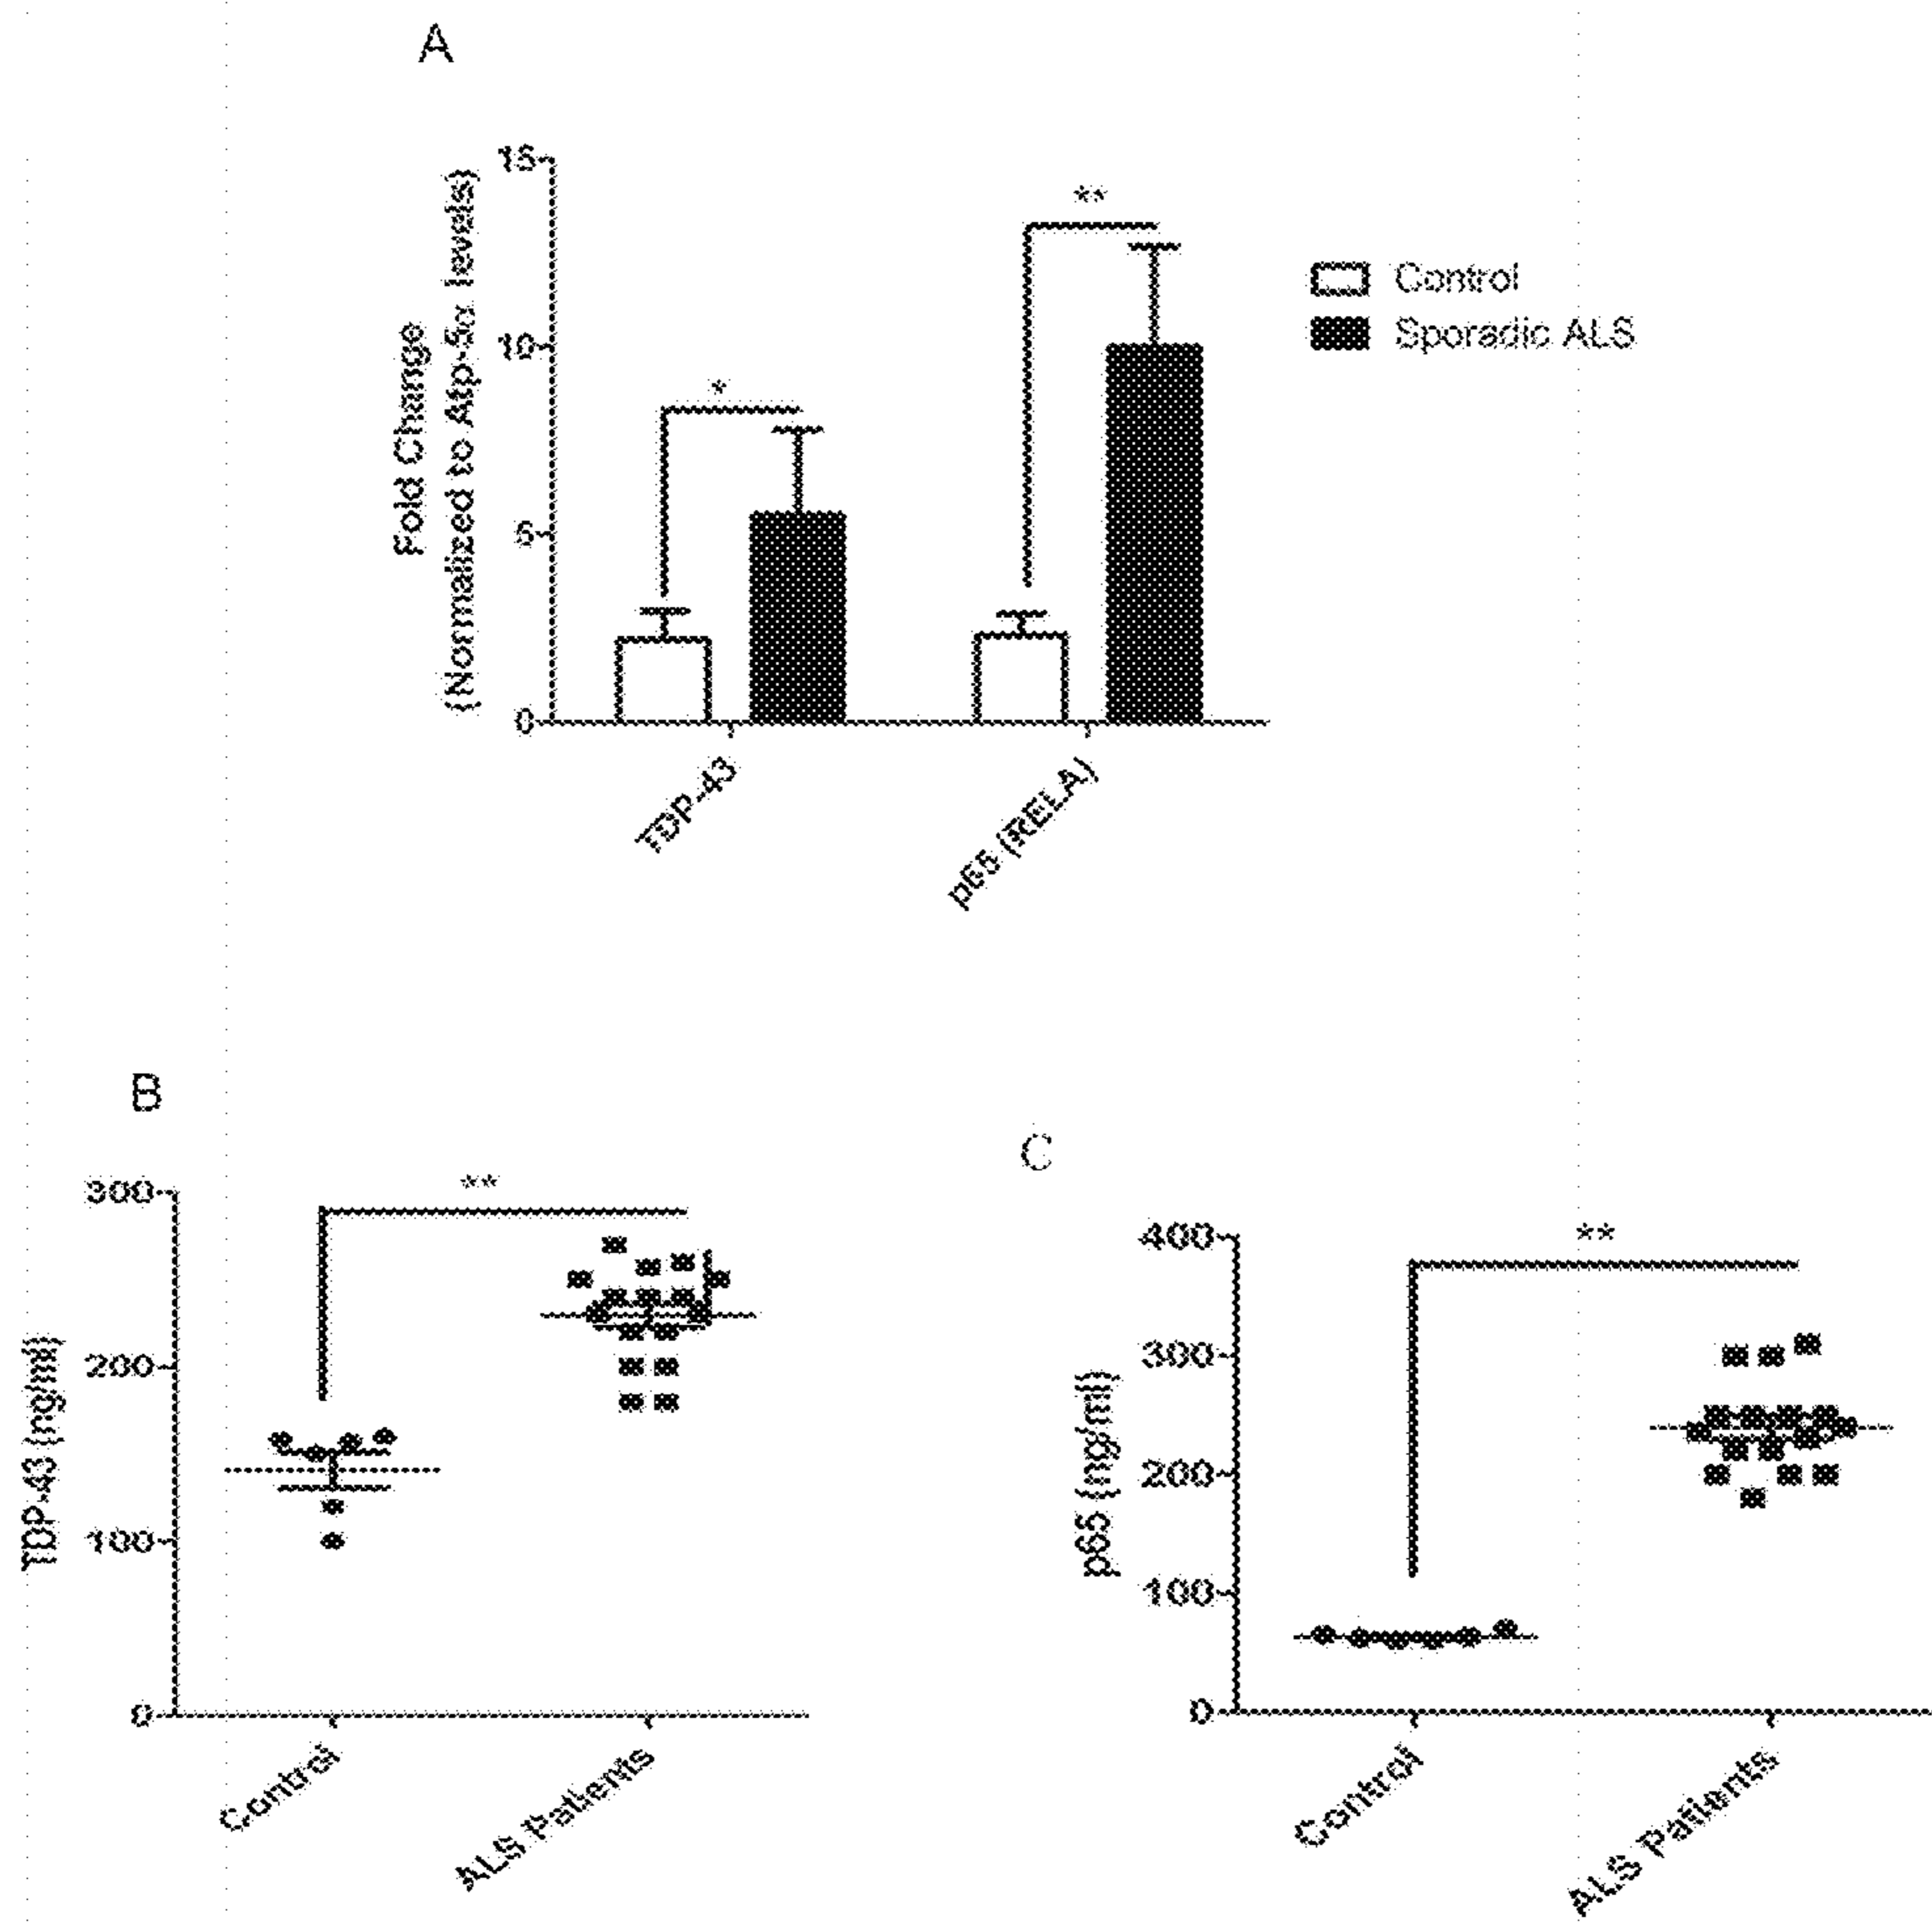 A
Fold Change
(Normalized to Atp-5α levels)
15
10
5
0
*
**
Control
Sporadic ALS
TDP-43
p65 (RELA)
B
TDP-43 (ng/ml)
300
200
100
0
**
Control
ALS Patients
C
p65 (ng/ml)
400
300
200
100
0
**
Control
ALS Patients